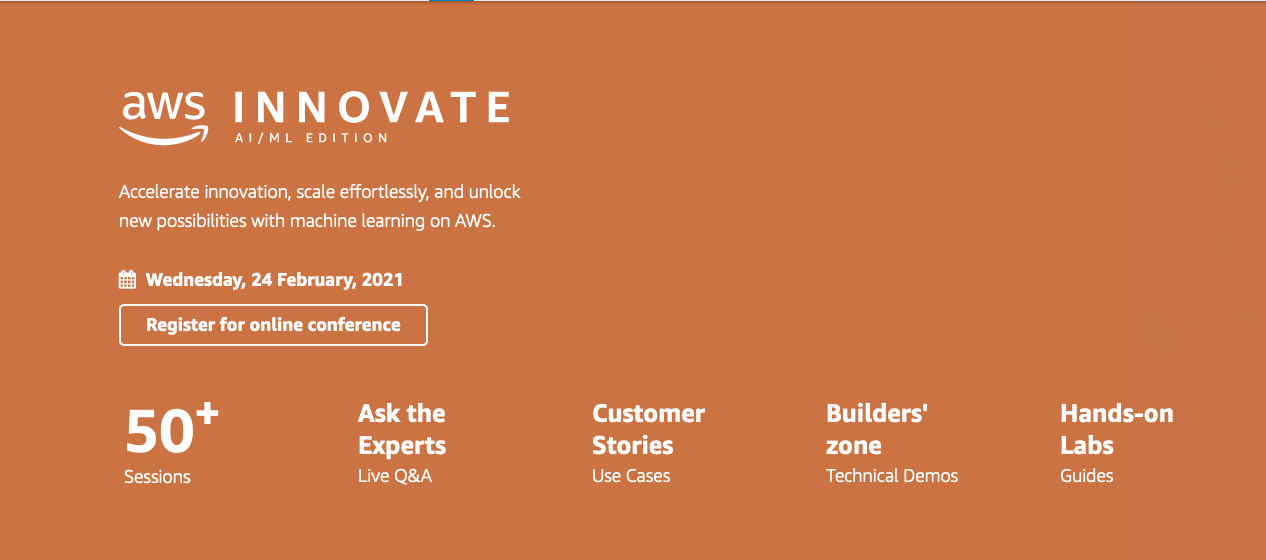 aws INNOVATE
AI/ML EDITION
Accelerate innovation, scale effortlessly, and unlock
new possibilities with machine learning on AWS.
Wednesday, 24 February, 2021
Register for online conference
50+
Sessions
Ask the
Experts
Live Q&A
Customer
Stories
Use Cases
Builders'
zone
Technical Demos
Hands-on
Labs
Guides